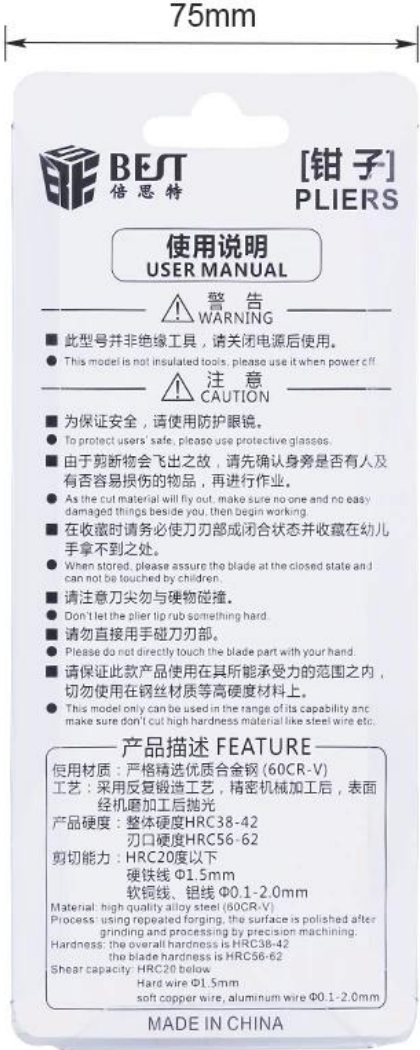 75mm
BEST
倍思特
[钳子]
PLIERS
使用说明
USER MANUAL
警 告
WARNING
■ 此型号并非绝缘工具，请关闭电源后使用。
● This model is not insulated tools, please use it when power off
注 意
CAUTION
■ 为保证安全，请使用防护眼镜。
● To protect users' safe, please use protective glasses.
■ 由于剪断物会飞出之故，请先确认身旁是否有人及
有否容易损伤的物品，再进行作业。
● As the cut material will fly out, make sure no one and no easy
damaged things beside you, then begin working.
■ 在收藏时请务必使刀刃部成闭合状态并收藏在幼儿
手拿不到之处。
● When stored, please assure the blade at the closed state and
can not be touched by children.
■ 请注意刀尖勿与硬物碰撞。
● Don't let the plier tip rub something hard.
■ 请勿直接用手碰刀刃部。
● Please do not directly touch the blade part with your hand.
■ 请保证此款产品使用在其所能承受力的范围之内，
切勿使用在钢丝材质等高硬度材料上。
● This model only can be used in the range of its capability and
make sure don't cut high hardness material like steel wire etc.
产品描述 FEATURE
使用材质：严格精选优质合金钢 (60CR-V)
工艺：采用反复锻造工艺，精密机械加工后，表面
经机磨加工后抛光
产品硬度：整体硬度HRC38-42
刃口硬度HRC56-62
剪切能力：HRC20度以下
硬铁线 Φ1.5mm
软铜线、铝线 Φ0.1-2.0mm
Material: high quality alloy steel (60CR-V)
Process: using repeated forging, the surface is polished after
grinding and processing by precision machining.
Hardness: the overall hardness is HRC38-42
the blade hardness is HRC56-62
Shear capacity: HRC20 below
Hard wire Φ1.5mm
soft copper wire, aluminum wire Φ0.1-2.0mm
MADE IN CHINA